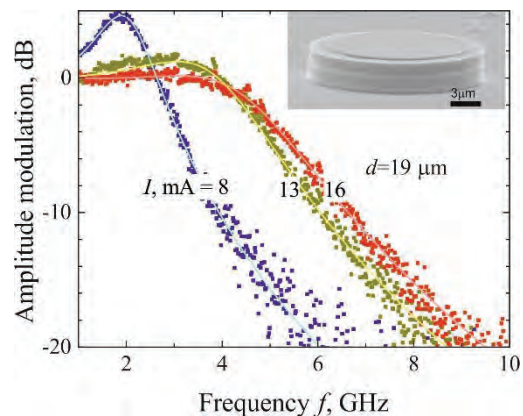 Amplitude modulation, dB
0
-10
-20
3μm
I, mA = 8
13
16
d=19 μm
2
4
6
8
10
Frequency f, GHz